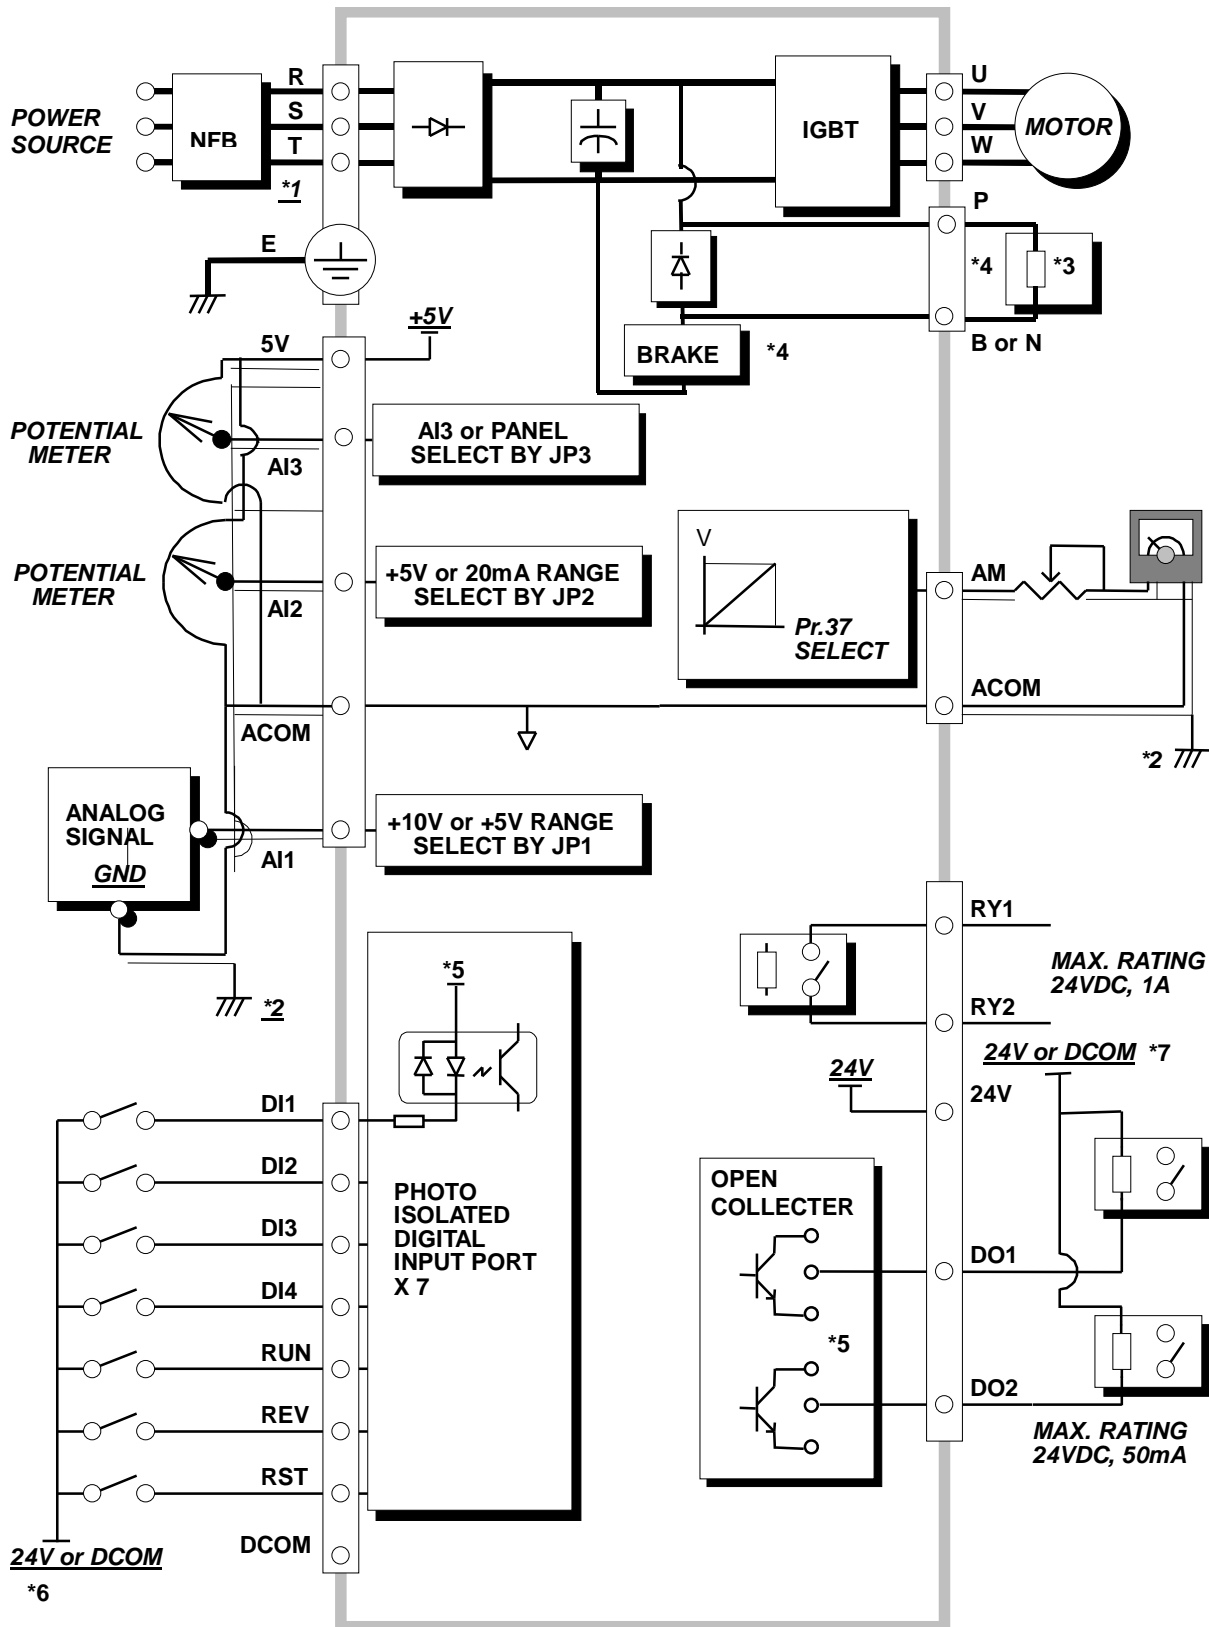 POWER
SOURCE
NFB
R
S
T
*1
E
IGBT
U
V
W
MOTOR
P
*4
*3
B or N
BRAKE
*4
+5V
5V
POTENTIAL
METER
AI3
AI3 or PANEL
SELECT BY JP3
POTENTIAL
METER
AI2
+5V or 20mA RANGE
SELECT BY JP2
V
Pr.37
SELECT
AM
ACOM
ACOM
*2
ANALOG
SIGNAL
GND
AI1
+10V or +5V RANGE
SELECT BY JP1
*2
*5
RY1
MAX. RATING
24VDC, 1A
RY2
24V or DCOM *7
24V
24V
DI1
DI2
DI3
DI4
RUN
REV
RST
DCOM
PHOTO
ISOLATED
DIGITAL
INPUT PORT
X 7
OPEN
COLLECTER
*5
DO1
DO2
MAX. RATING
24VDC, 50mA
24V or DCOM
*6